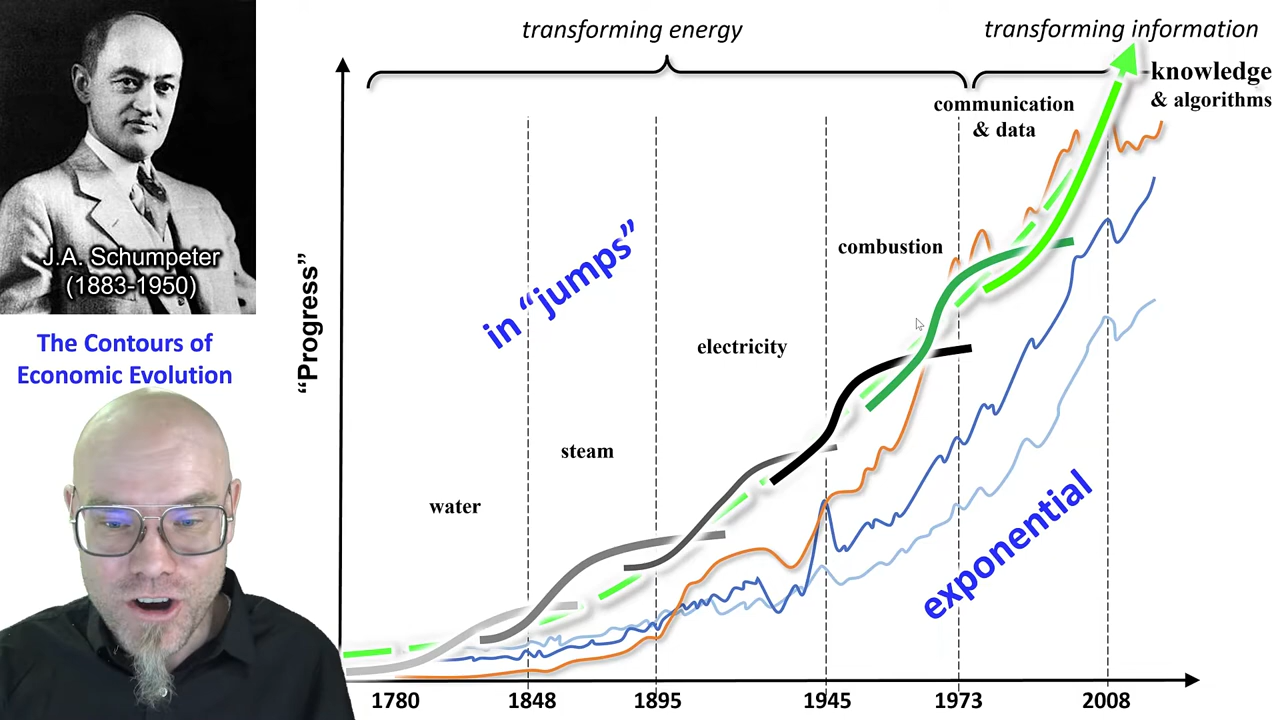 transforming energy
transforming information
knowledge
& algorithms
communication
& data
combustion
electricity
steam
water
in “jumps”
exponential
“Progress”
1780
1848
1895
1945
1973
2008
J.A. Schumpeter
(1883-1950)
The Contours of
Economic Evolution